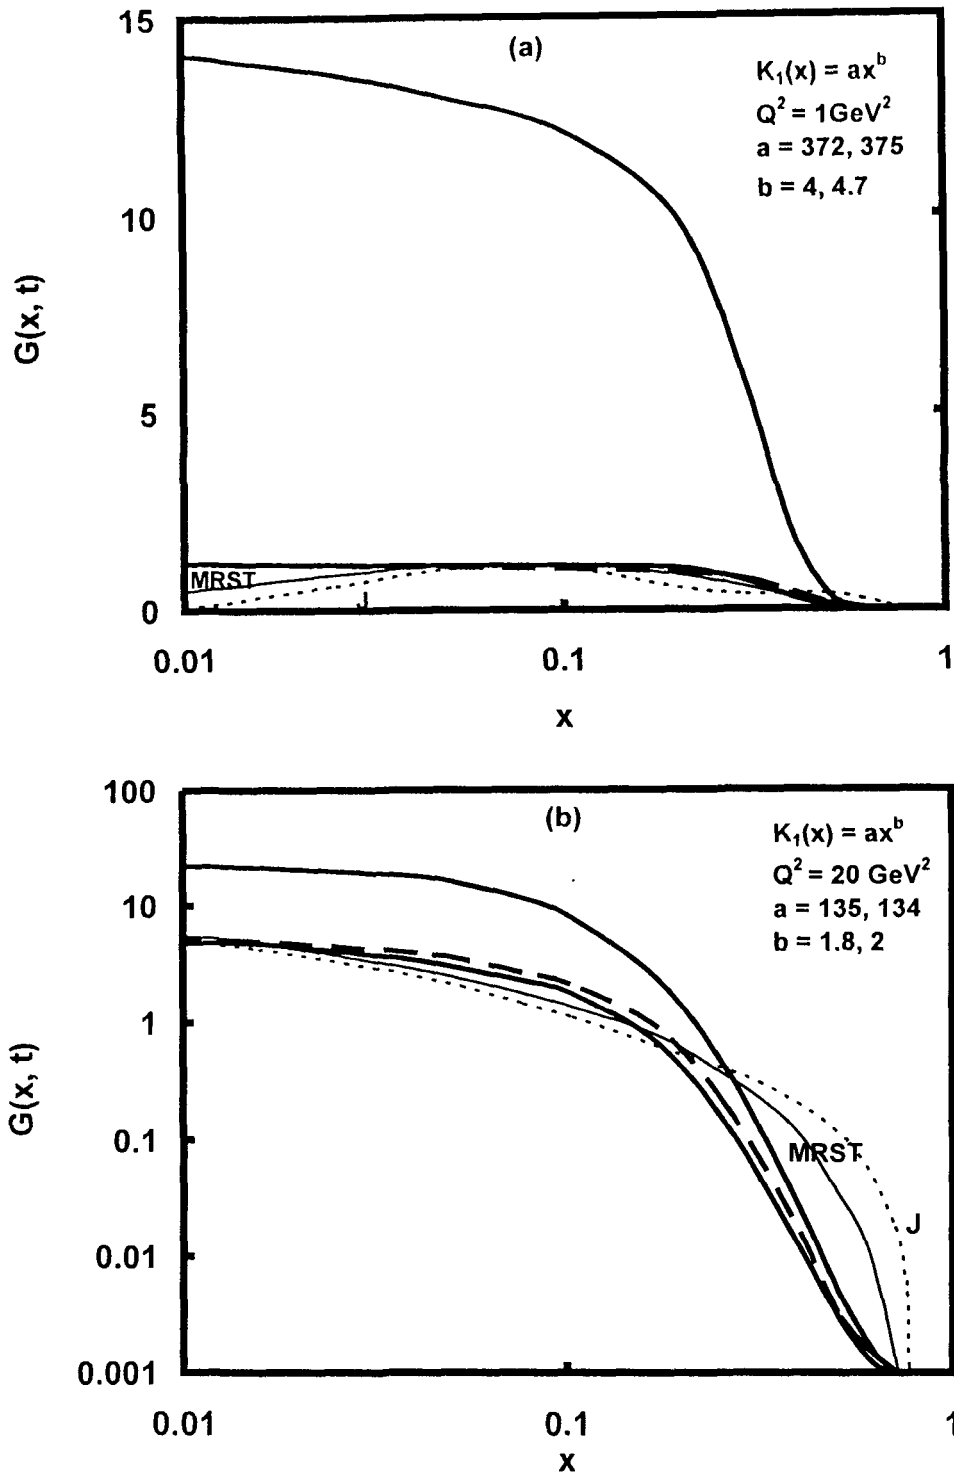 15
(a)
K₁(x) = axᵇ
Q² = 1GeV²
a = 372, 375
b = 4, 4.7
10
G(x, t)
5
MRST
J
0
0.01
0.1
1
x
100
(b)
K₁(x) = axᵇ
Q² = 20 GeV²
a = 135, 134
b = 1.8, 2
10
1
G(x, t)
0.1
MRST
J
0.01
0.001
0.01
0.1
1
x